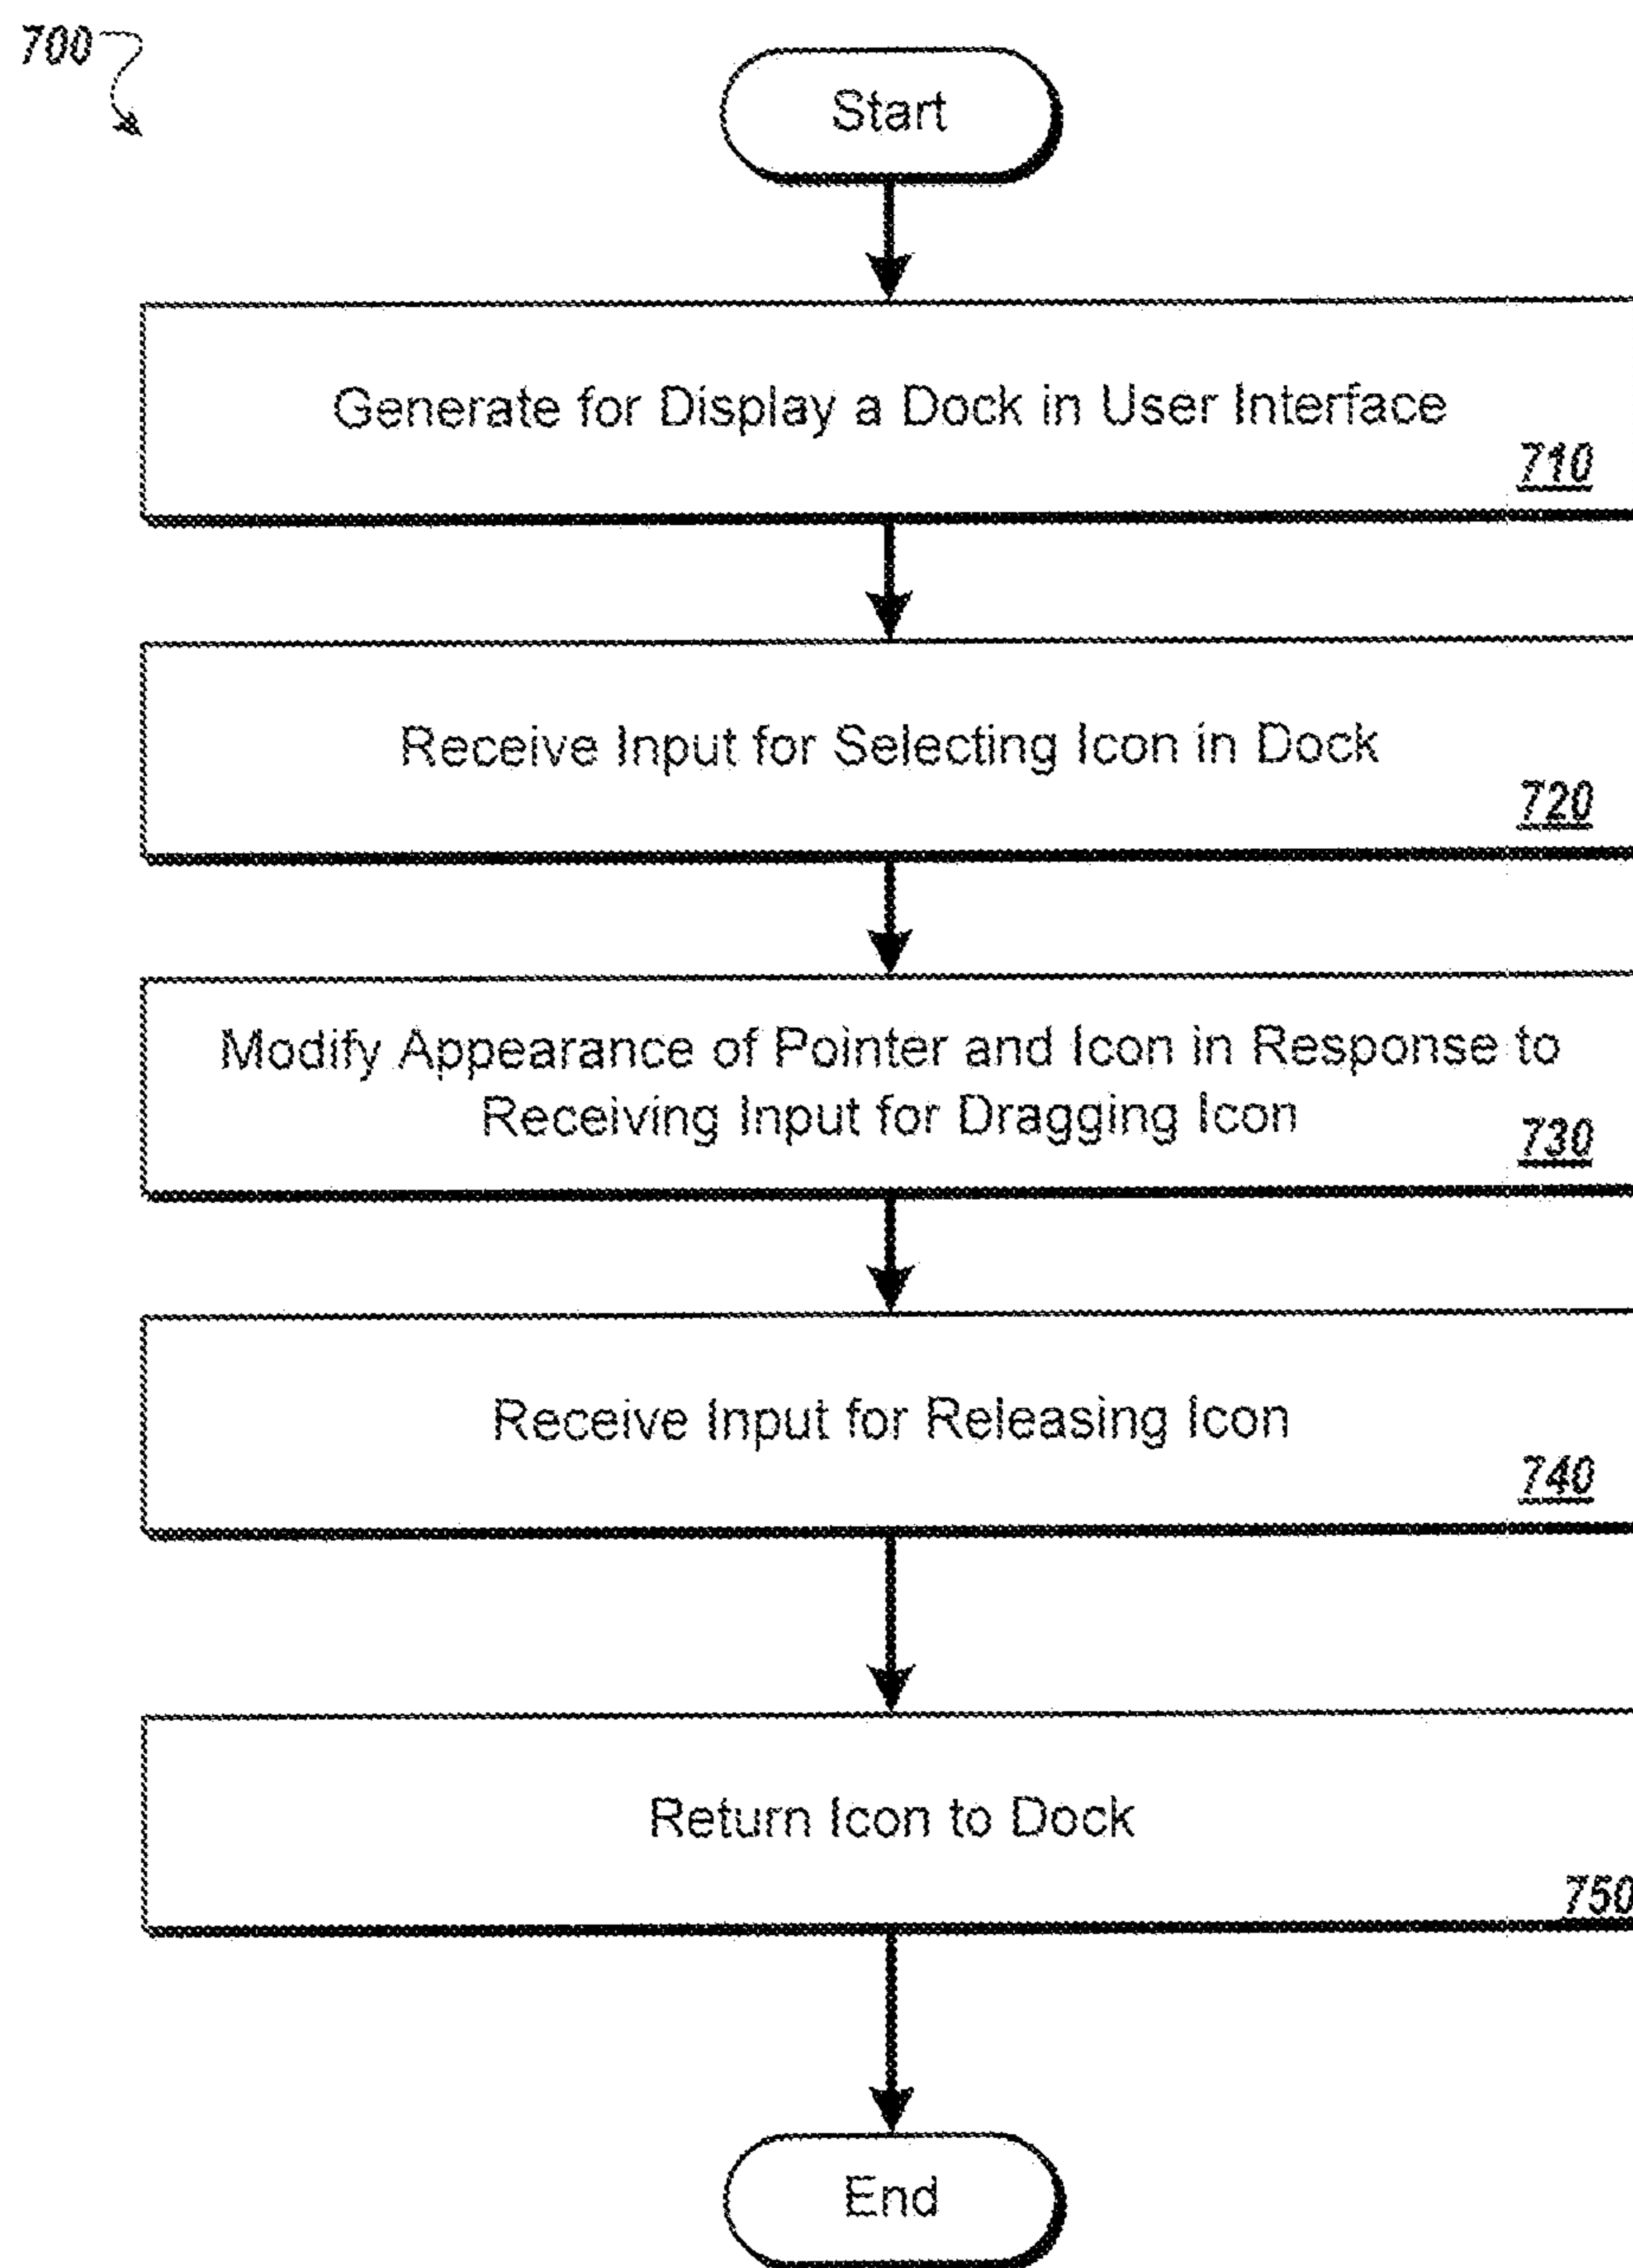 700
Start
Generate for Display a Dock in User Interface
710
Receive Input for Selecting Icon in Dock
720
Modify Appearance of Pointer and Icon in Response to
Receiving Input for Dragging Icon
730
Receive Input for Releasing Icon
740
Return Icon to Dock
750
End